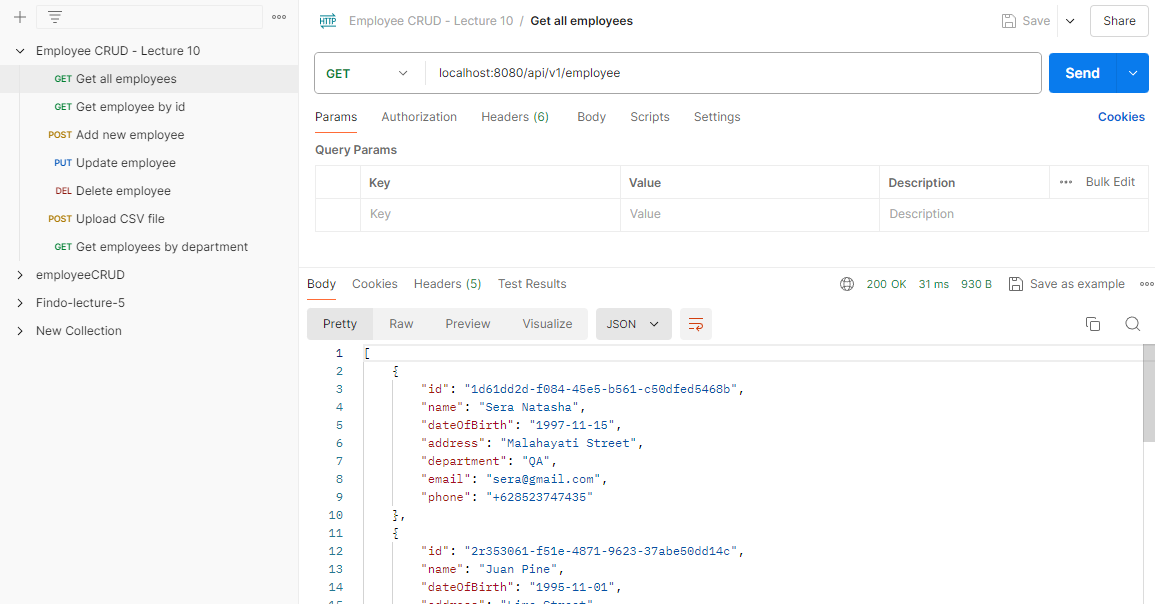 Employee CRUD - Lecture 10
GET Get all employees
GET Get employee by id
POST Add new employee
PUT Update employee
DEL Delete employee
POST Upload CSV file
GET Get employees by department
employeeCRUD
Findo-lecture-5
New Collection
HTTP Employee CRUD - Lecture 10 / Get all employees
Save
Share
GET localhost:8080/api/v1/employee
Send
Params Authorization Headers (6) Body Scripts Settings Cookies
Query Params
Key Value Description ••• Bulk Edit
Key Value Description
Body Cookies Headers (5) Test Results 200 OK 31 ms 930 B Save as example
Pretty Raw Preview Visualize JSON
1 [
2 {
3 "id": "1d61dd2d-f084-45e5-b561-c50dfed5468b",
4 "name": "Sera Natasha",
5 "dateOfBirth": "1997-11-15",
6 "address": "Malahayati Street",
7 "department": "QA",
8 "email": "sera@gmail.com",
9 "phone": "+628523747435"
10 },
11 {
12 "id": "2r353061-f51e-4871-9623-37abe50dd14c",
13 "name": "Juan Pine",
14 "dateOfBirth": "1995-11-01",
15 "address": "Lime Street",